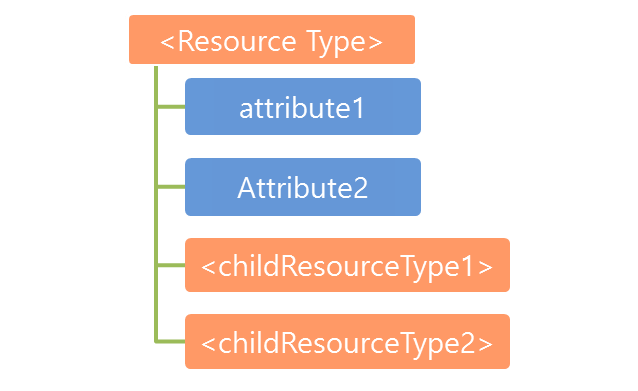 <Resource Type>
attribute1
Attribute2
<childResourceType1>
<childResourceType2>